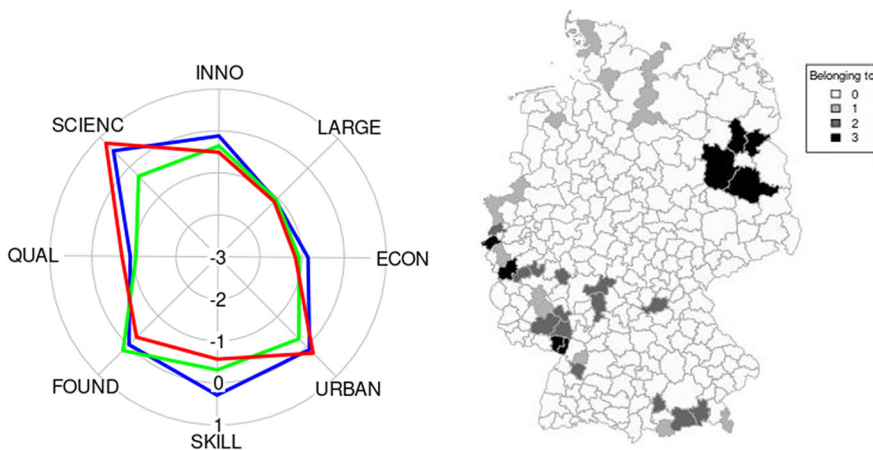 INNO
SCIENC
LARGE
QUAL
-3
ECON
-2
-1
FOUND
0
URBAN
1
SKILL
Belonging to
0
1
2
3